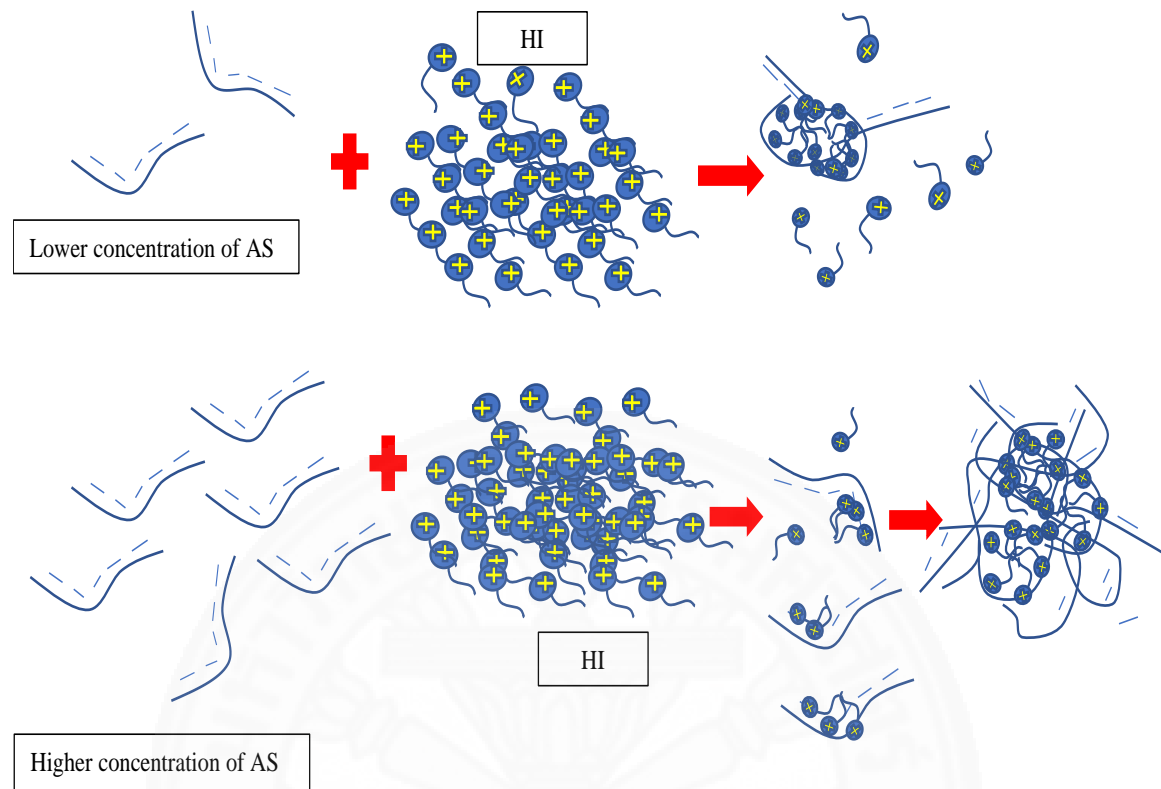 HI
Lower concentration of AS
HI
Higher concentration of AS